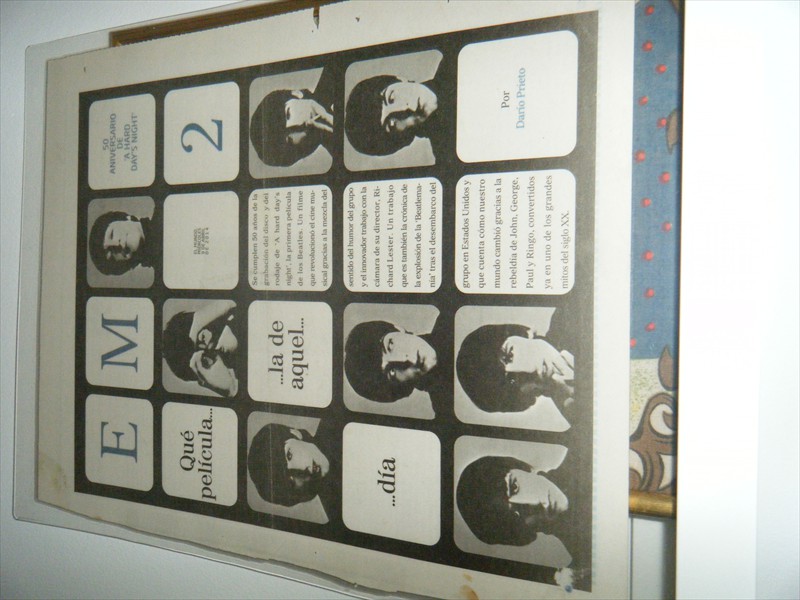 E
M
50
ANIVERSARIO
DE
'A HARD
DAY'S NIGHT'
Qué
película...
2
...la de
aquel...
...día
Se cumplen 50 años de la
grabación del disco y del
rodaje de 'A hard day's
night', la primera película
de los Beatles. Un filme
que revolucionó el cine mu-
sical gracias a la mezcla del
sentido del humor del grupo
y el innovador trabajo con la
cámara de su director, Ri-
chard Lester. Un trabajo
que es también la crónica de
la explosión de la 'Beatlema-
nía' tras el desembarco del
grupo en Estados Unidos y
que cuenta cómo nuestro
mundo cambió gracias a la
rebeldía de John, George,
Paul y Ringo, convertidos
ya en uno de los grandes
mitos del siglo XX.
Por
Darío Prieto